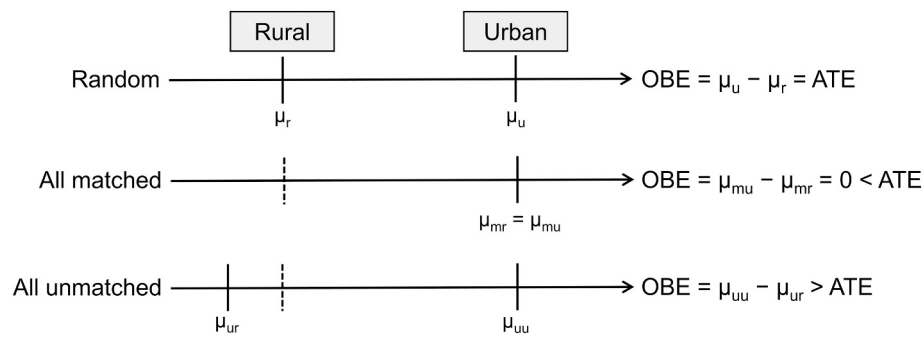 Rural Urban
Random OBE = μu − μr = ATE
μr μu
All matched OBE = μmu − μmr = 0 < ATE
μmr = μmu
All unmatched OBE = μuu − μur > ATE
μur μuu